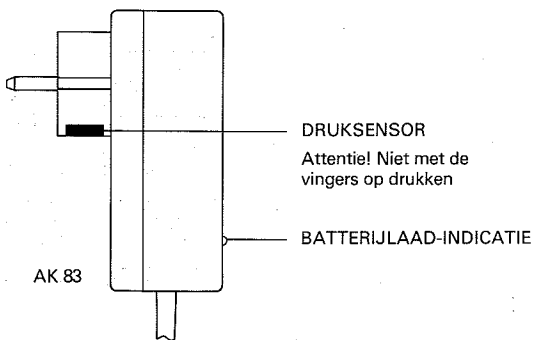 DRUKSENSOR
Attentie! Niet met de
vingers op drukken
BATTERIJLAAD-INDICATIE
AK 83